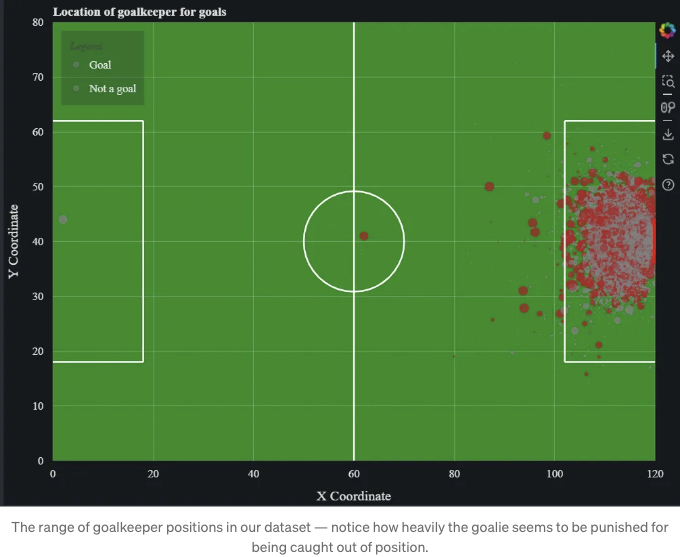 Location of goalkeeper for goals
80
70
60
50
40
30
20
10
0
Y Coordinate
Legend
Goal
Not a goal
0
20
40
60
80
100
120
X Coordinate
The range of goalkeeper positions in our dataset — notice how heavily the goalie seems to be punished for
being caught out of position.